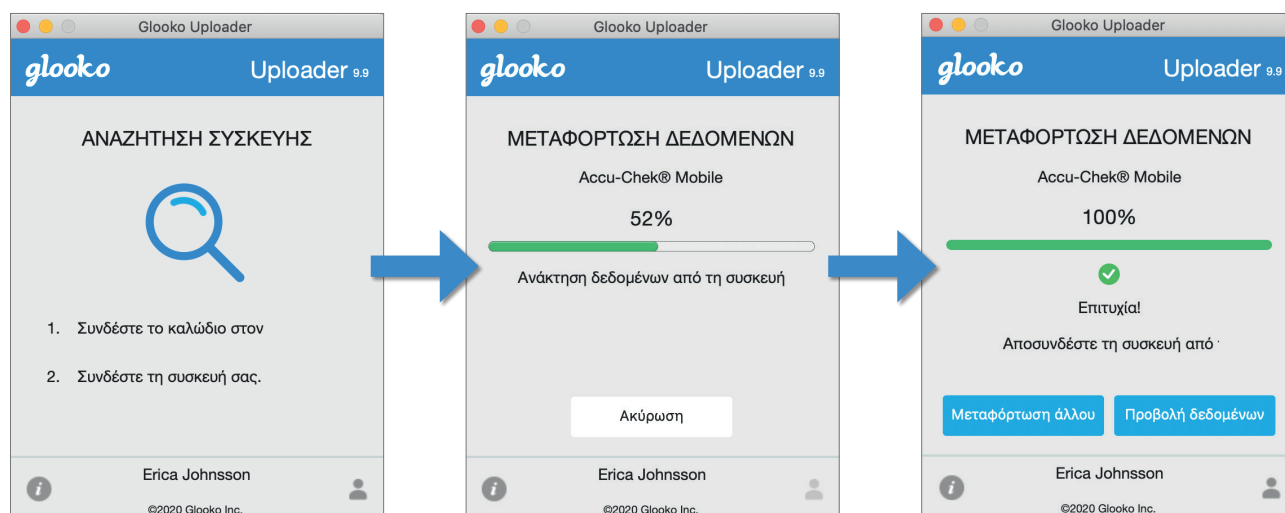 Glooko Uploader
glooko Uploader 9.9
ΑΝΑΖΗΤΗΣΗ ΣΥΣΚΕΥΗΣ
1. Συνδέστε το καλώδιο στον
2. Συνδέστε τη συσκευή σας.
Erica Johnsson
©2020 Glooko Inc.
Glooko Uploader
glooko Uploader 9.9
ΜΕΤΑΦΟΡΤΩΣΗ ΔΕΔΟΜΕΝΩΝ
Accu-Chek® Mobile
52%
Ανάκτηση δεδομένων από τη συσκευή
Ακύρωση
Erica Johnsson
©2020 Glooko Inc.
Glooko Uploader
glooko Uploader 9.9
ΜΕΤΑΦΟΡΤΩΣΗ ΔΕΔΟΜΕΝΩΝ
Accu-Chek® Mobile
100%
Επιτυχία!
Αποσυνδέστε τη συσκευή από
Μεταφόρτωση άλλου Προβολή δεδομένων
Erica Johnsson
©2020 Glooko Inc.